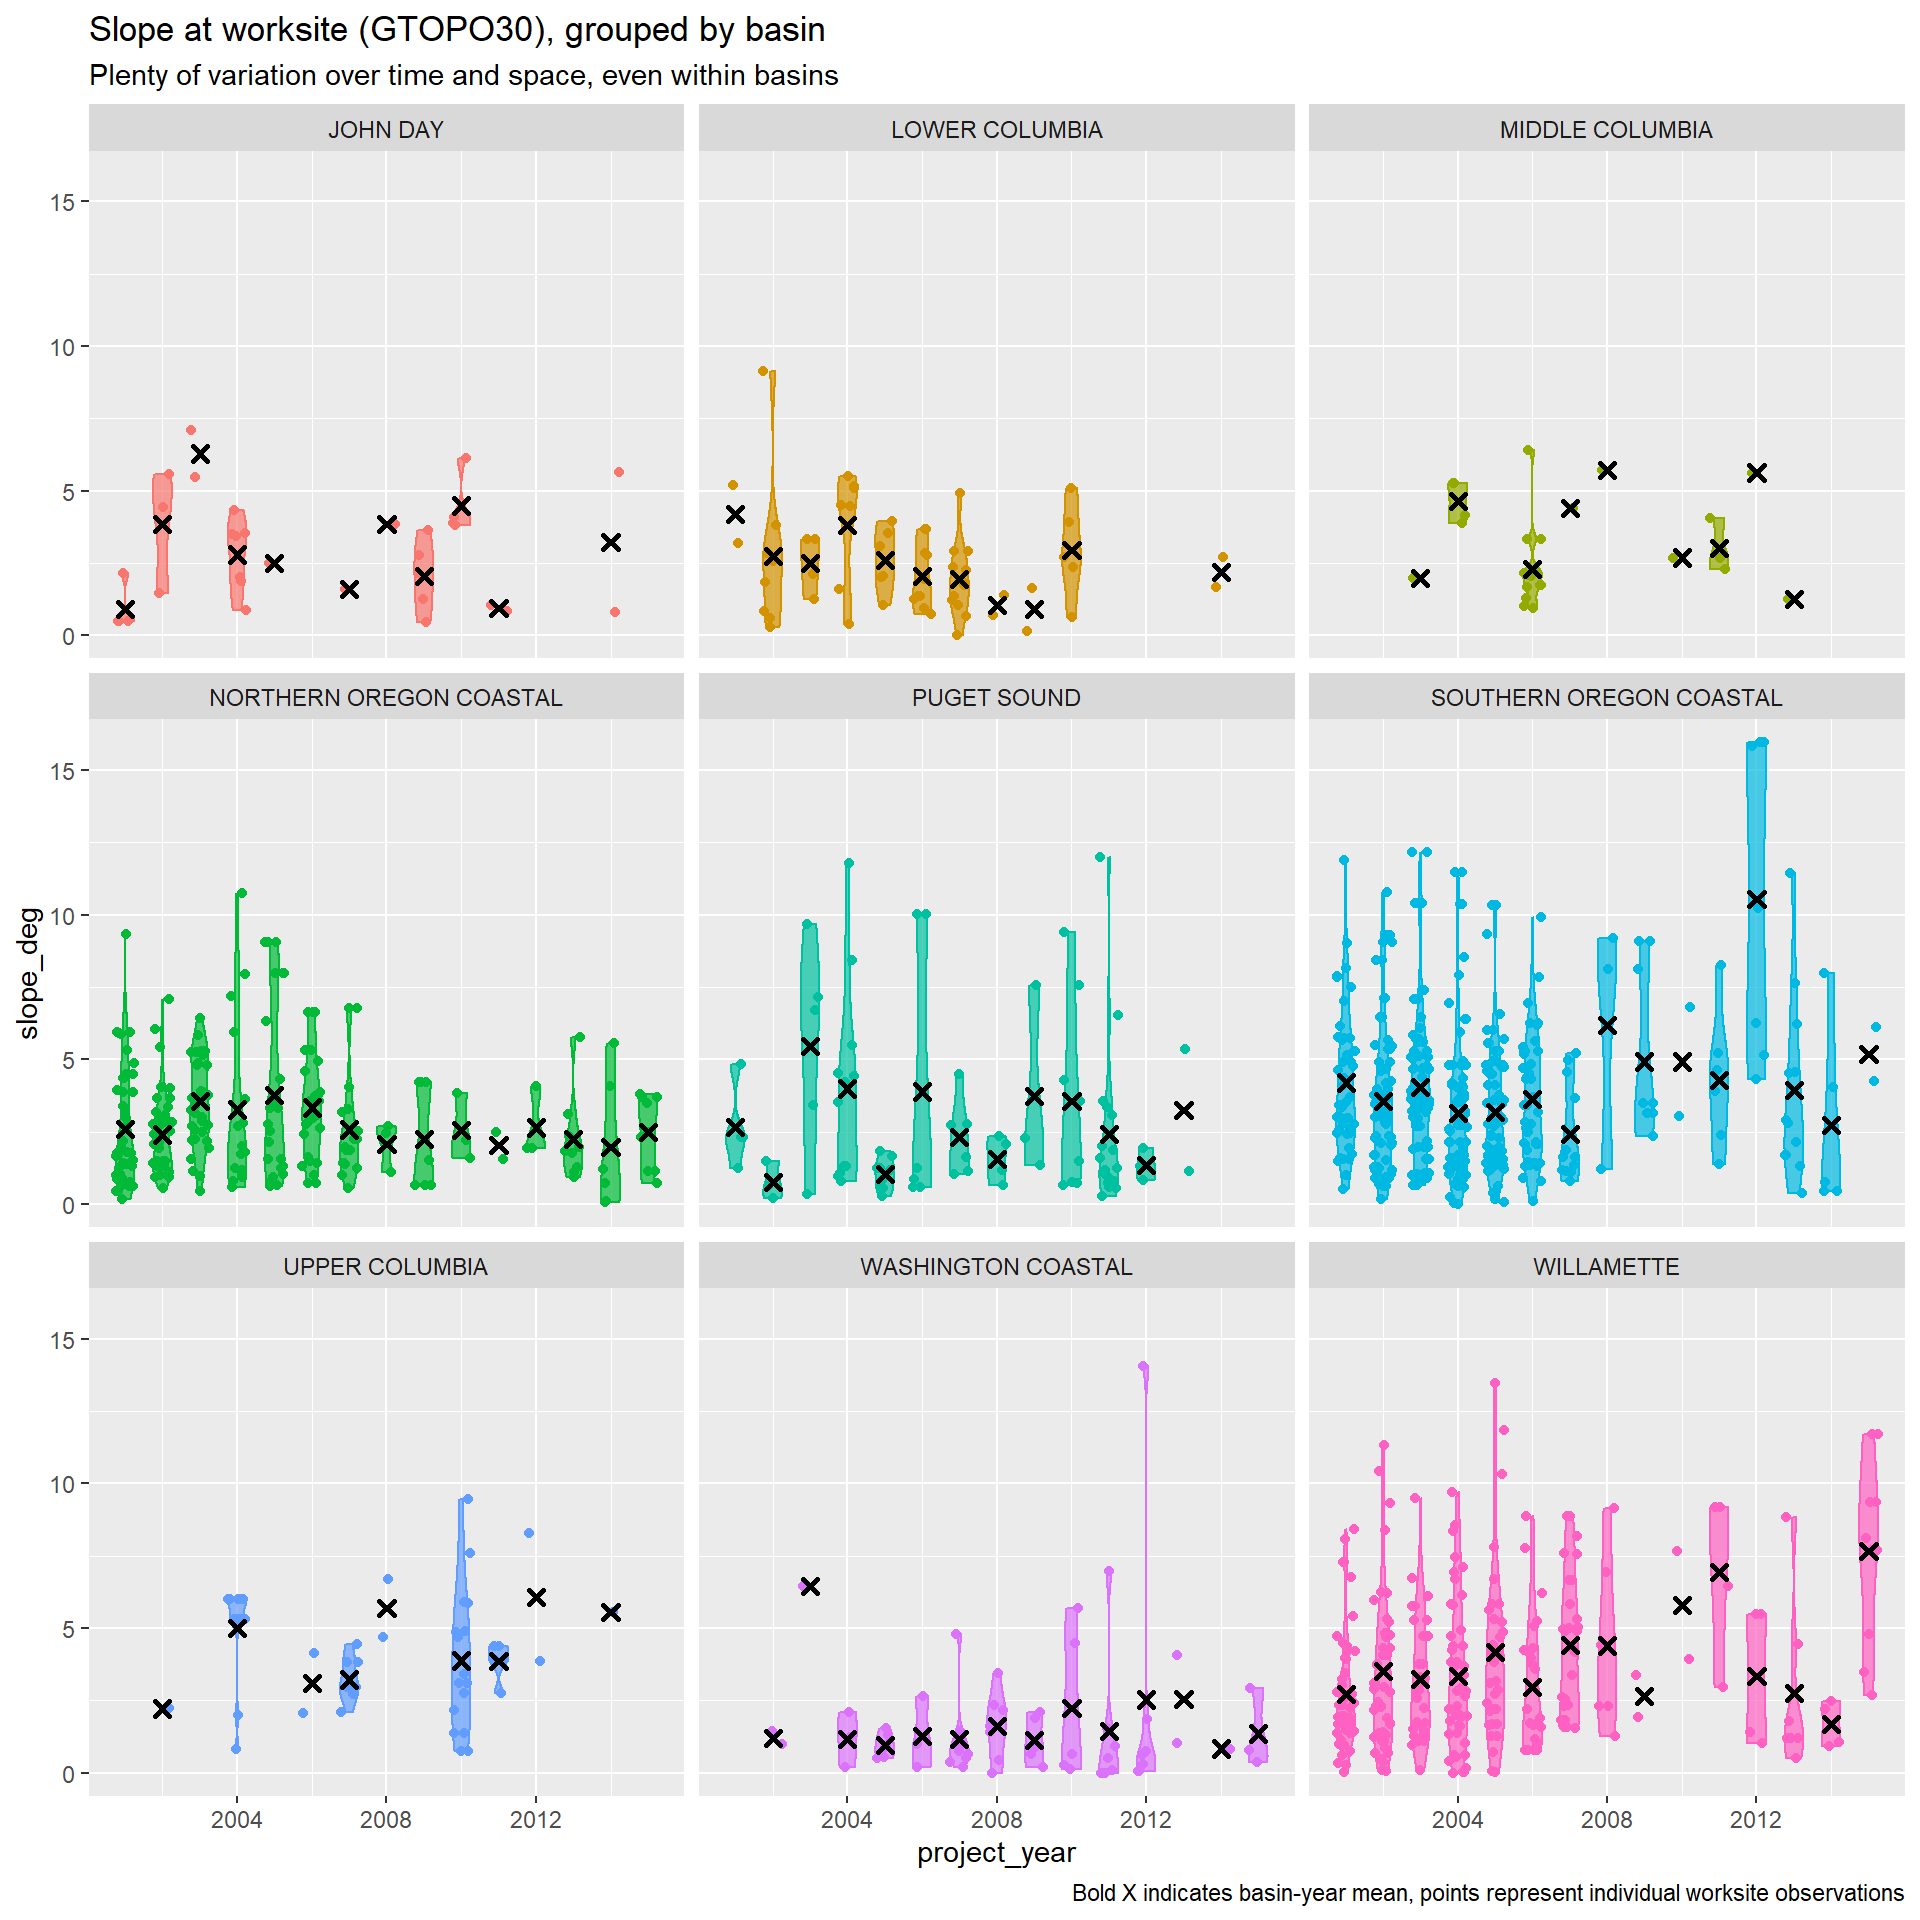 Slope at worksite (GTOPO30), grouped by basin
Plenty of variation over time and space, even within basins
JOHN DAY
LOWER COLUMBIA
MIDDLE COLUMBIA
15
10
5
0
NORTHERN OREGON COASTAL
PUGET SOUND
SOUTHERN OREGON COASTAL
15
10
5
0
slope_deg
UPPER COLUMBIA
WASHINGTON COASTAL
WILLAMETTE
15
10
5
0
2004 2008 2012
2004 2008 2012
2004 2008 2012
project_year
Bold X indicates basin-year mean, points represent individual worksite observations